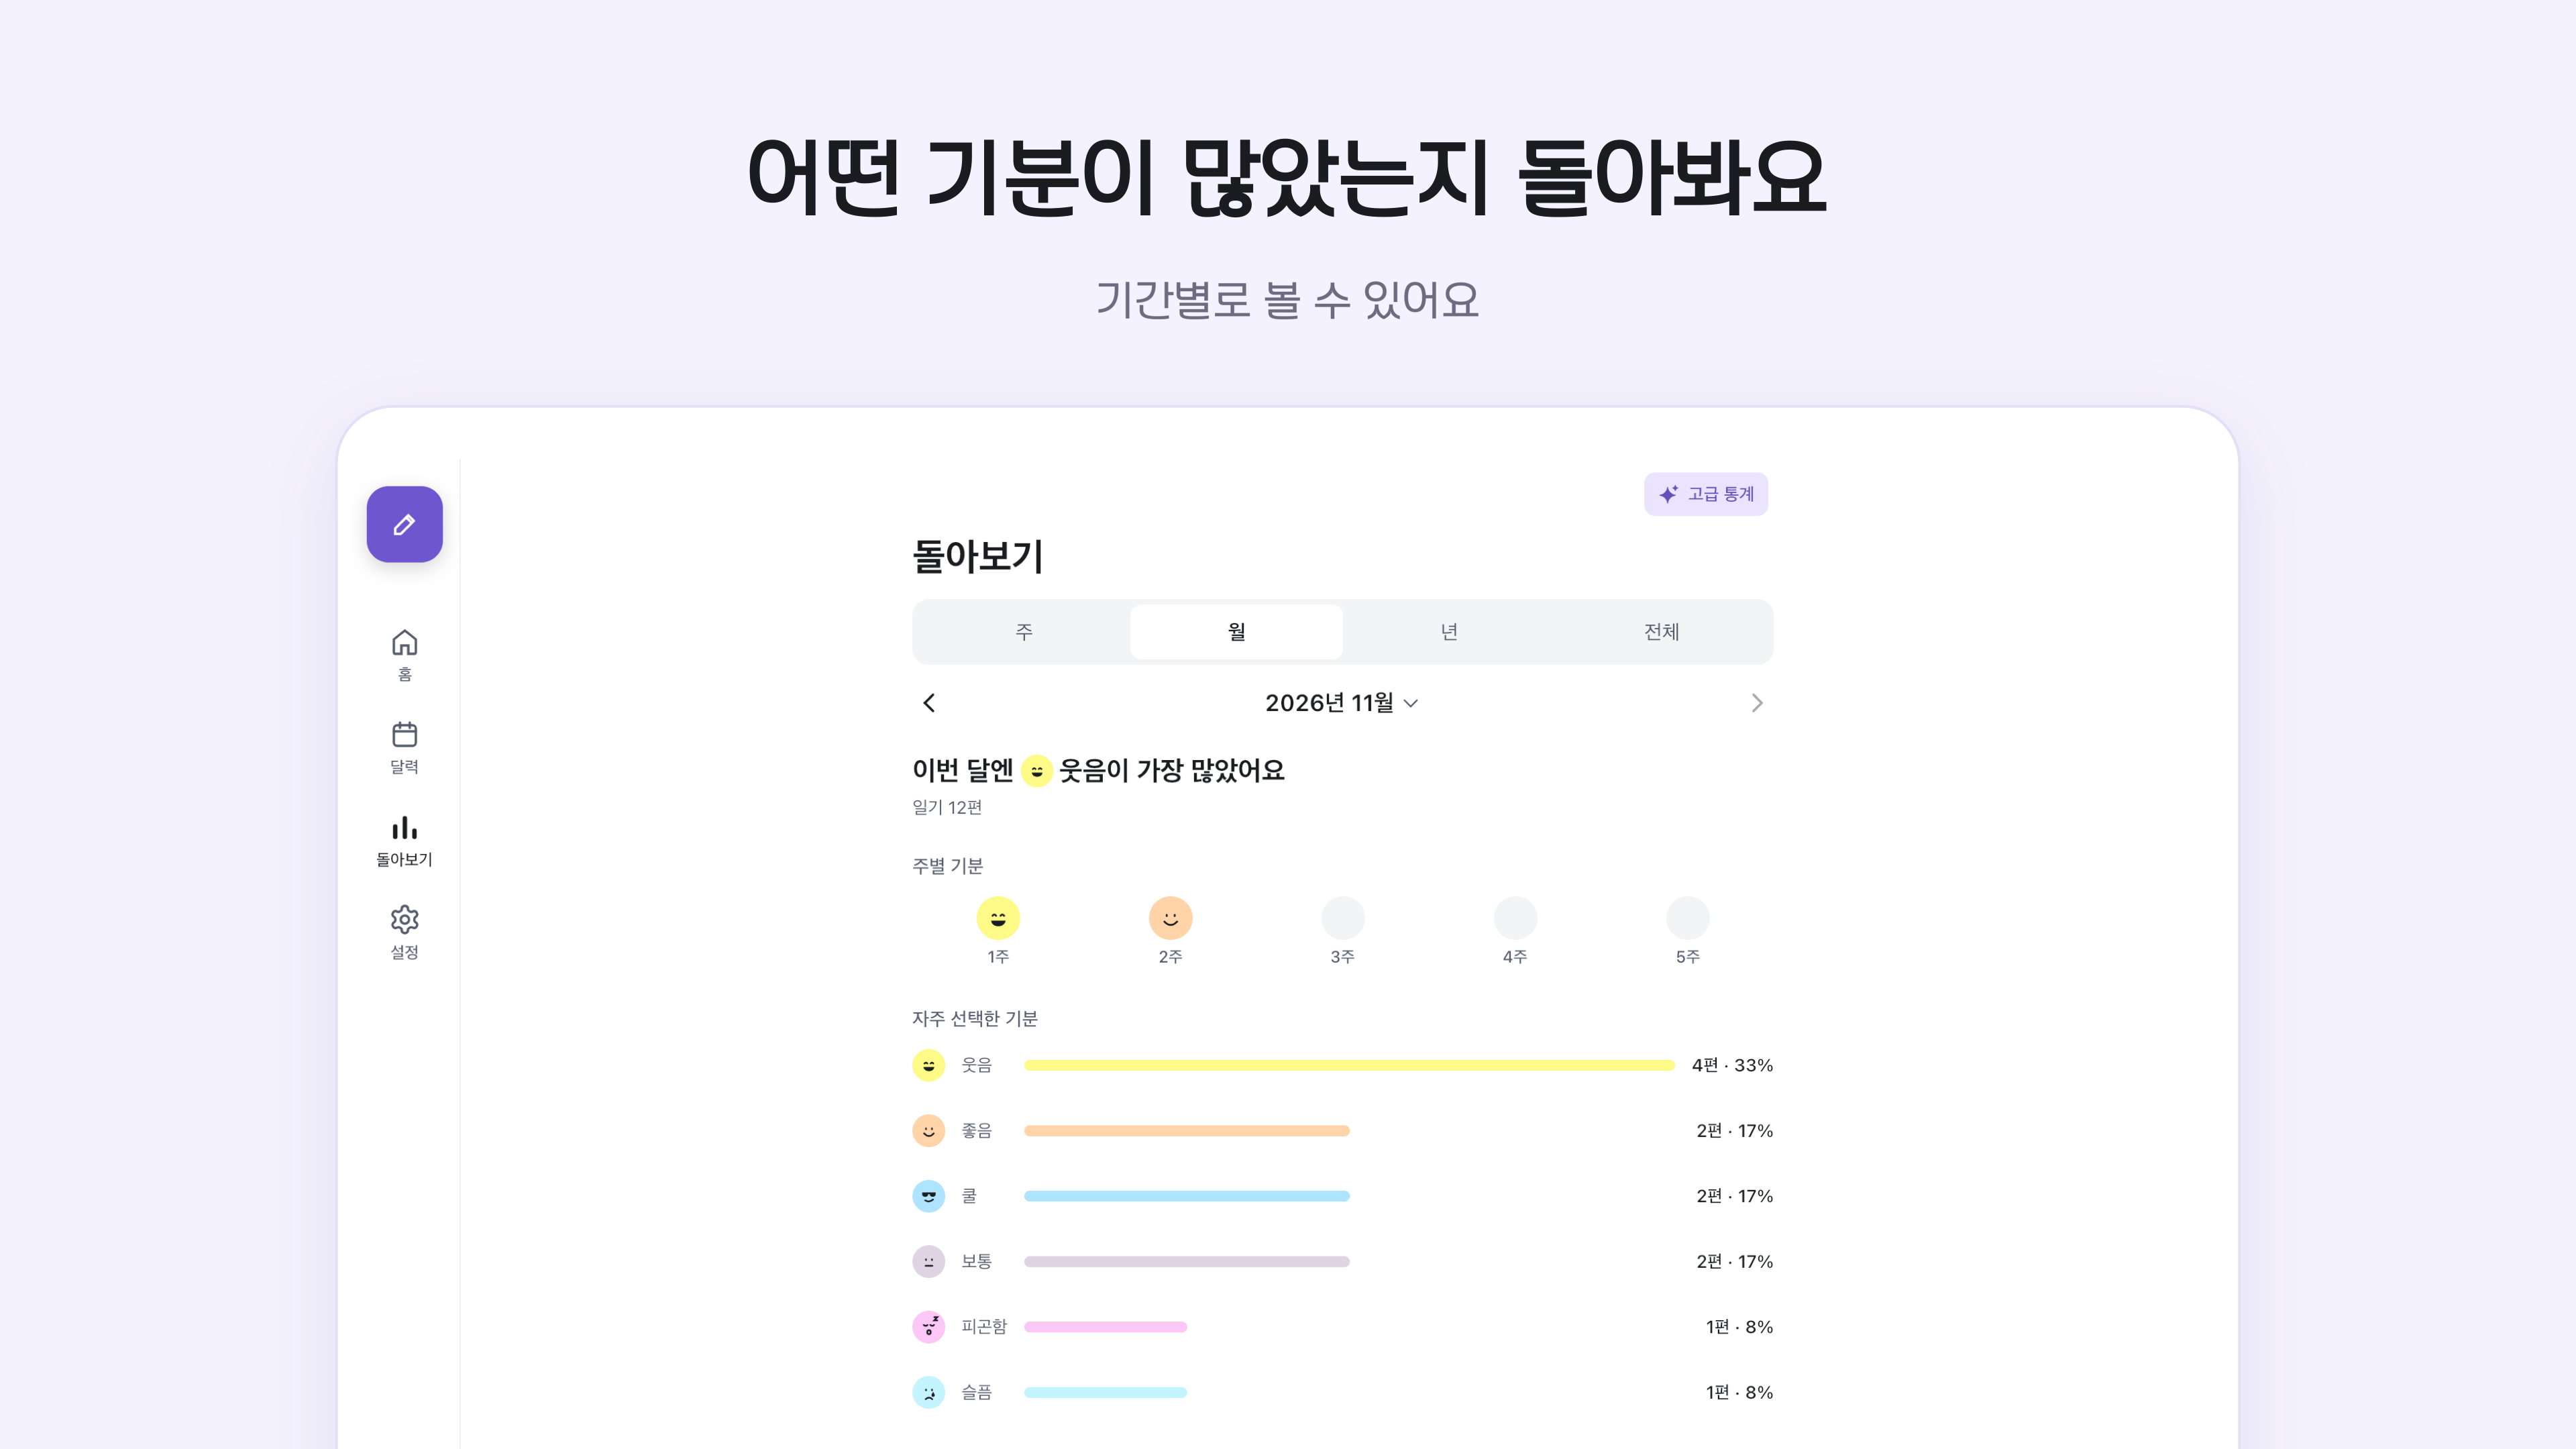 어떤 기분이 많았는지 돌아봐요
기간별로 볼 수 있어요
고급 통계
홈
달력
돌아보기
설정
돌아보기
주 월 년 전체
2026년 11월
이번 달엔 웃음이 가장 많았어요
일기 12편
주별 기분
1주 2주 3주 4주 5주
자주 선택한 기분
웃음 4편 · 33%
좋음 2편 · 17%
쿨 2편 · 17%
보통 2편 · 17%
피곤함 1편 · 8%
슬픔 1편 · 8%